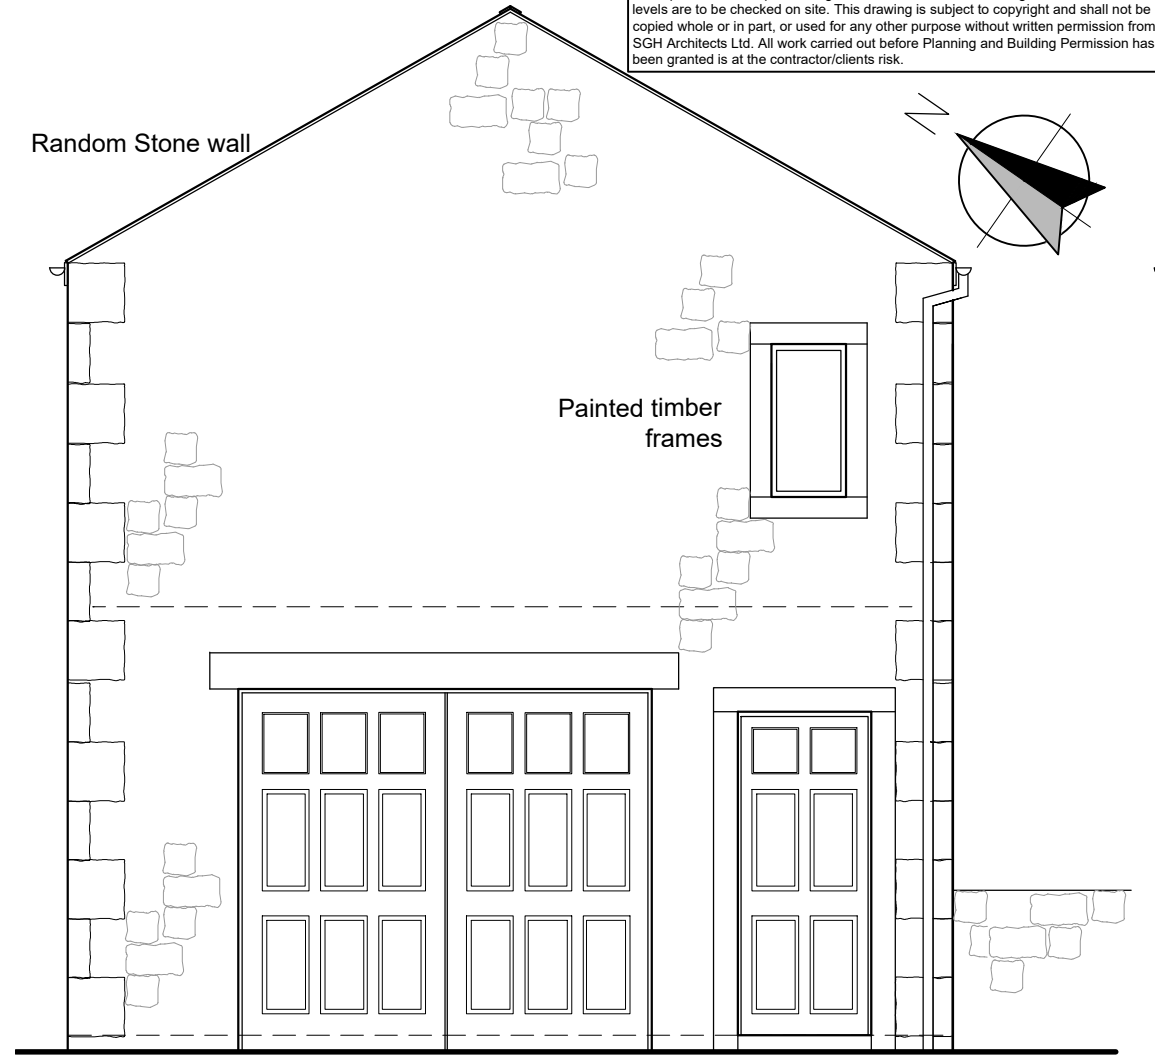 levels are to be checked on site. This drawing is subject to copyright and shall not be
copied whole or in part, or used for any other purpose without written permission from
SGH Architects Ltd. All work carried out before Planning and Building Permission has
been granted is at the contractor/clients risk.
N
Random Stone wall
Painted timber
frames